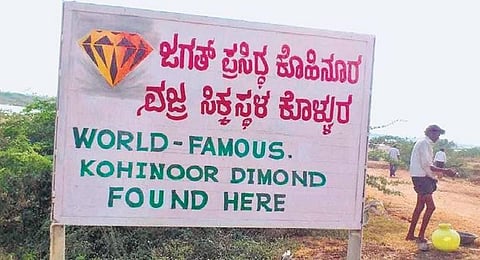 ಜಗತ್ ಪ್ರಸಿದ್ಧ ಕೊಹಿನೂರ
ವಜ್ರ ಸಿಕ್ಕಸ್ಥಳ ಕೊಳ್ಳುರ
WORLD-FAMOUS.
KOHINOOR DIMOND
FOUND HERE